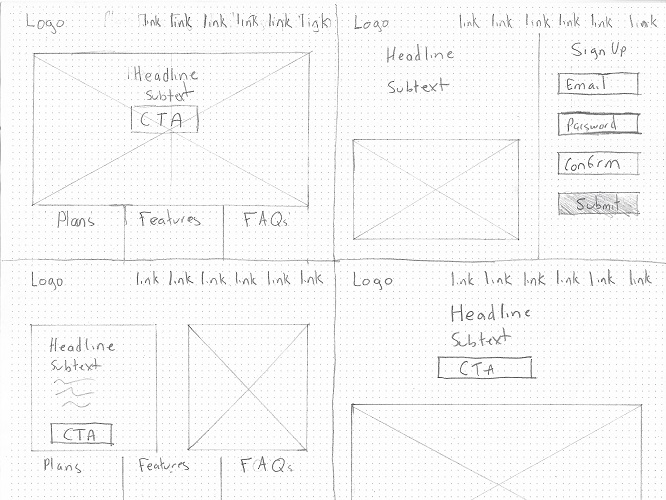 Logo link link link link link link
Headline
Subtext
CTA
Plans Features FAQs
Logo link link link link link link
Headline
Subtext
Sign Up
Email
Password
Confirm
Submit
Logo link link link link link link
Headline
Subtext
CTA
Plans Features FAQs
Logo link link link link link link
Headline
Subtext
CTA